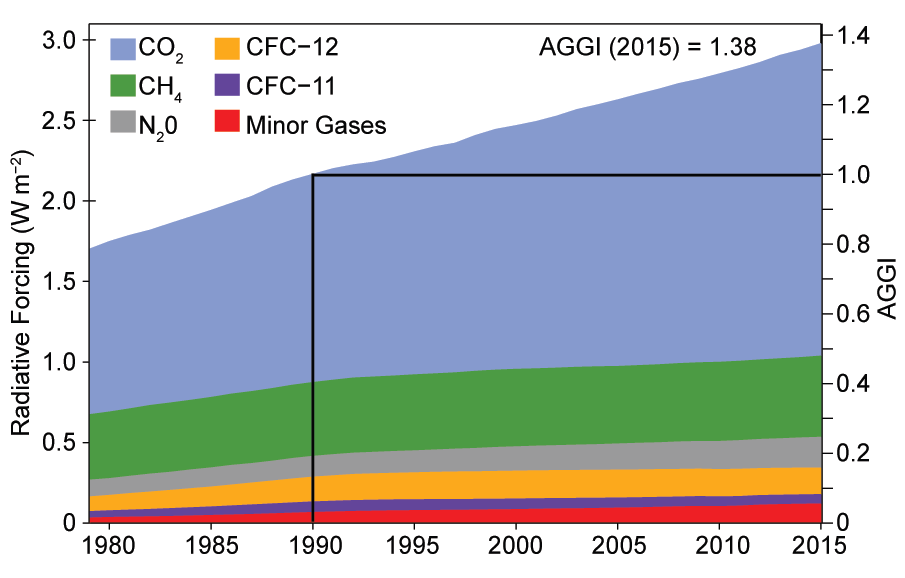 AGGI (2015) = 1.38
CO₂
CFC−12
CH₄
CFC−11
N₂0
Minor Gases
Radiative Forcing (W m⁻²)
3.0
2.5
2.0
1.5
1.0
0.5
0
1.4
1.2
1.0
0.8
0.6
0.4
0.2
0
AGGI
1980 1985 1990 1995 2000 2005 2010 2015